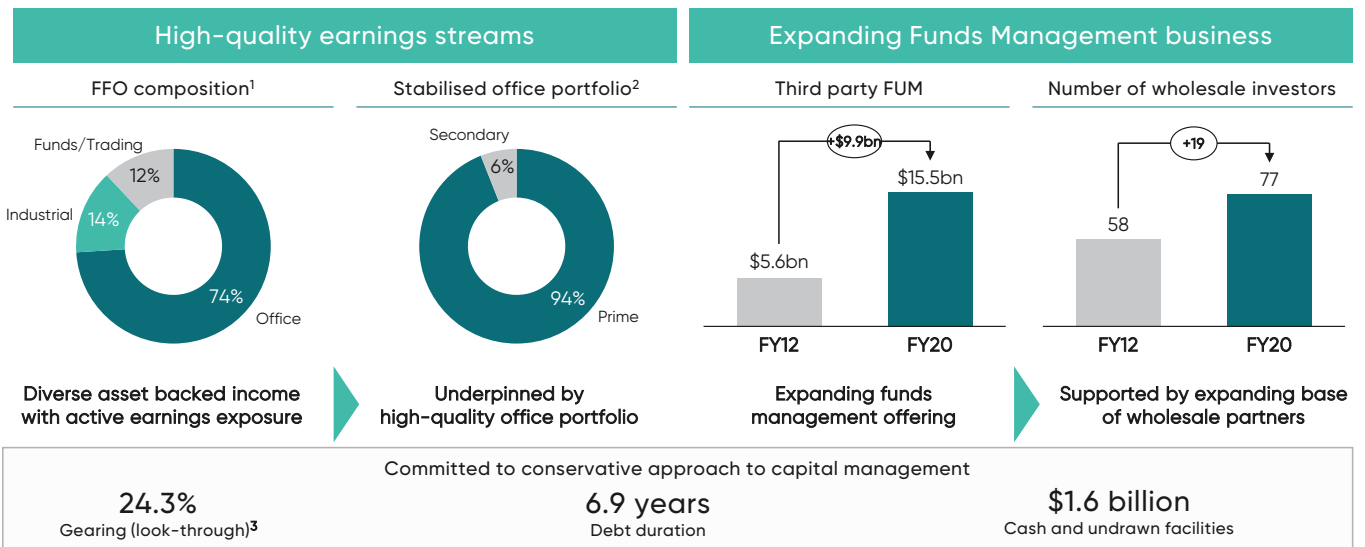 High-quality earnings streams
Expanding Funds Management business
FFO composition1
Stabilised office portfolio2
Third party FUM
Number of wholesale investors
Funds/Trading
12%
Industrial
14%
74%
Office
Secondary
6%
94%
Prime
+$9.9bn
$15.5bn
$5.6bn
FY12
FY20
+19
77
58
FY12
FY20
Diverse asset backed income
with active earnings exposure
Underpinned by
high-quality office portfolio
Expanding funds
management offering
Supported by expanding base
of wholesale partners
Committed to conservative approach to capital management
24.3%
Gearing (look-through)3
6.9 years
Debt duration
$1.6 billion
Cash and undrawn facilities